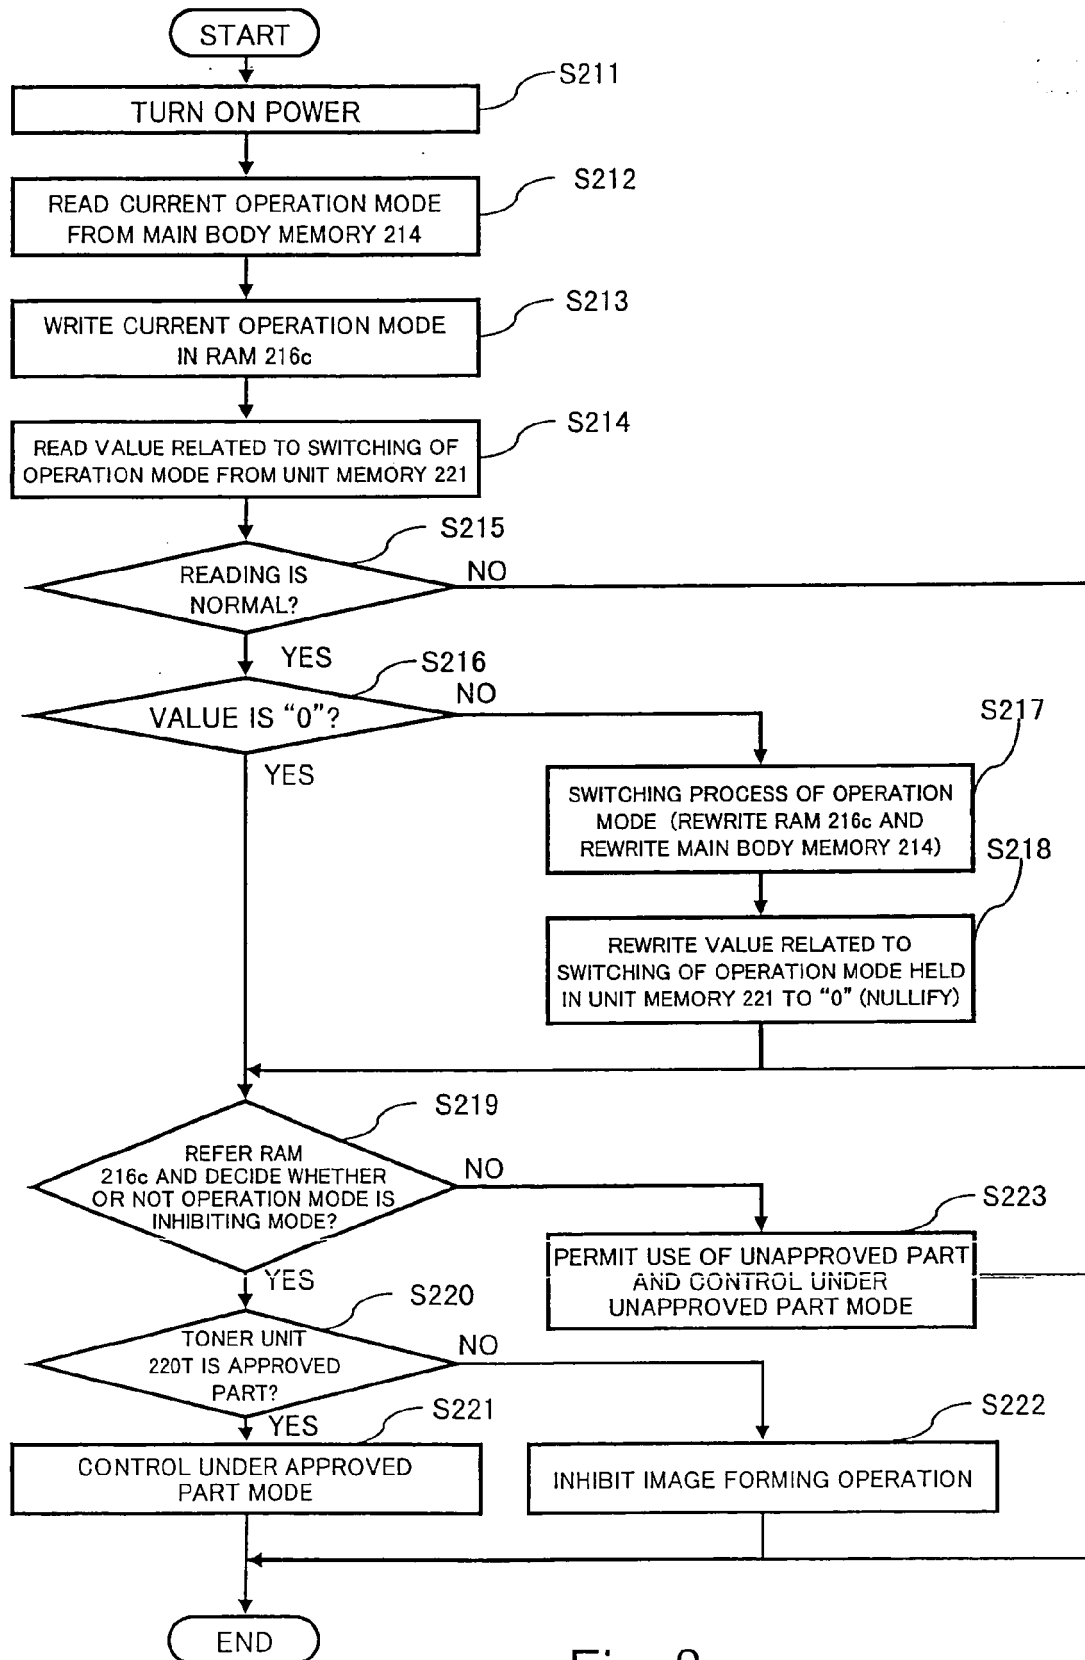 START
S211
TURN ON POWER
S212
READ CURRENT OPERATION MODE
FROM MAIN BODY MEMORY 214
S213
WRITE CURRENT OPERATION MODE
IN RAM 216c
S214
READ VALUE RELATED TO SWITCHING OF
OPERATION MODE FROM UNIT MEMORY 221
S215
READING IS
NORMAL?
NO
YES
S216
VALUE IS “0”?
NO
YES
S217
SWITCHING PROCESS OF OPERATION
MODE (REWRITE RAM 216c AND
REWRITE MAIN BODY MEMORY 214)
S218
REWRITE VALUE RELATED TO
SWITCHING OF OPERATION MODE HELD
IN UNIT MEMORY 221 TO “0” (NULLIFY)
S219
REFER RAM
216c AND DECIDE WHETHER
OR NOT OPERATION MODE IS
INHIBITING MODE?
NO
YES
S223
PERMIT USE OF UNAPPROVED PART
AND CONTROL UNDER
UNAPPROVED PART MODE
S220
TONER UNIT
220T IS APPROVED
PART?
NO
YES
S221
CONTROL UNDER APPROVED
PART MODE
S222
INHIBIT IMAGE FORMING OPERATION
END